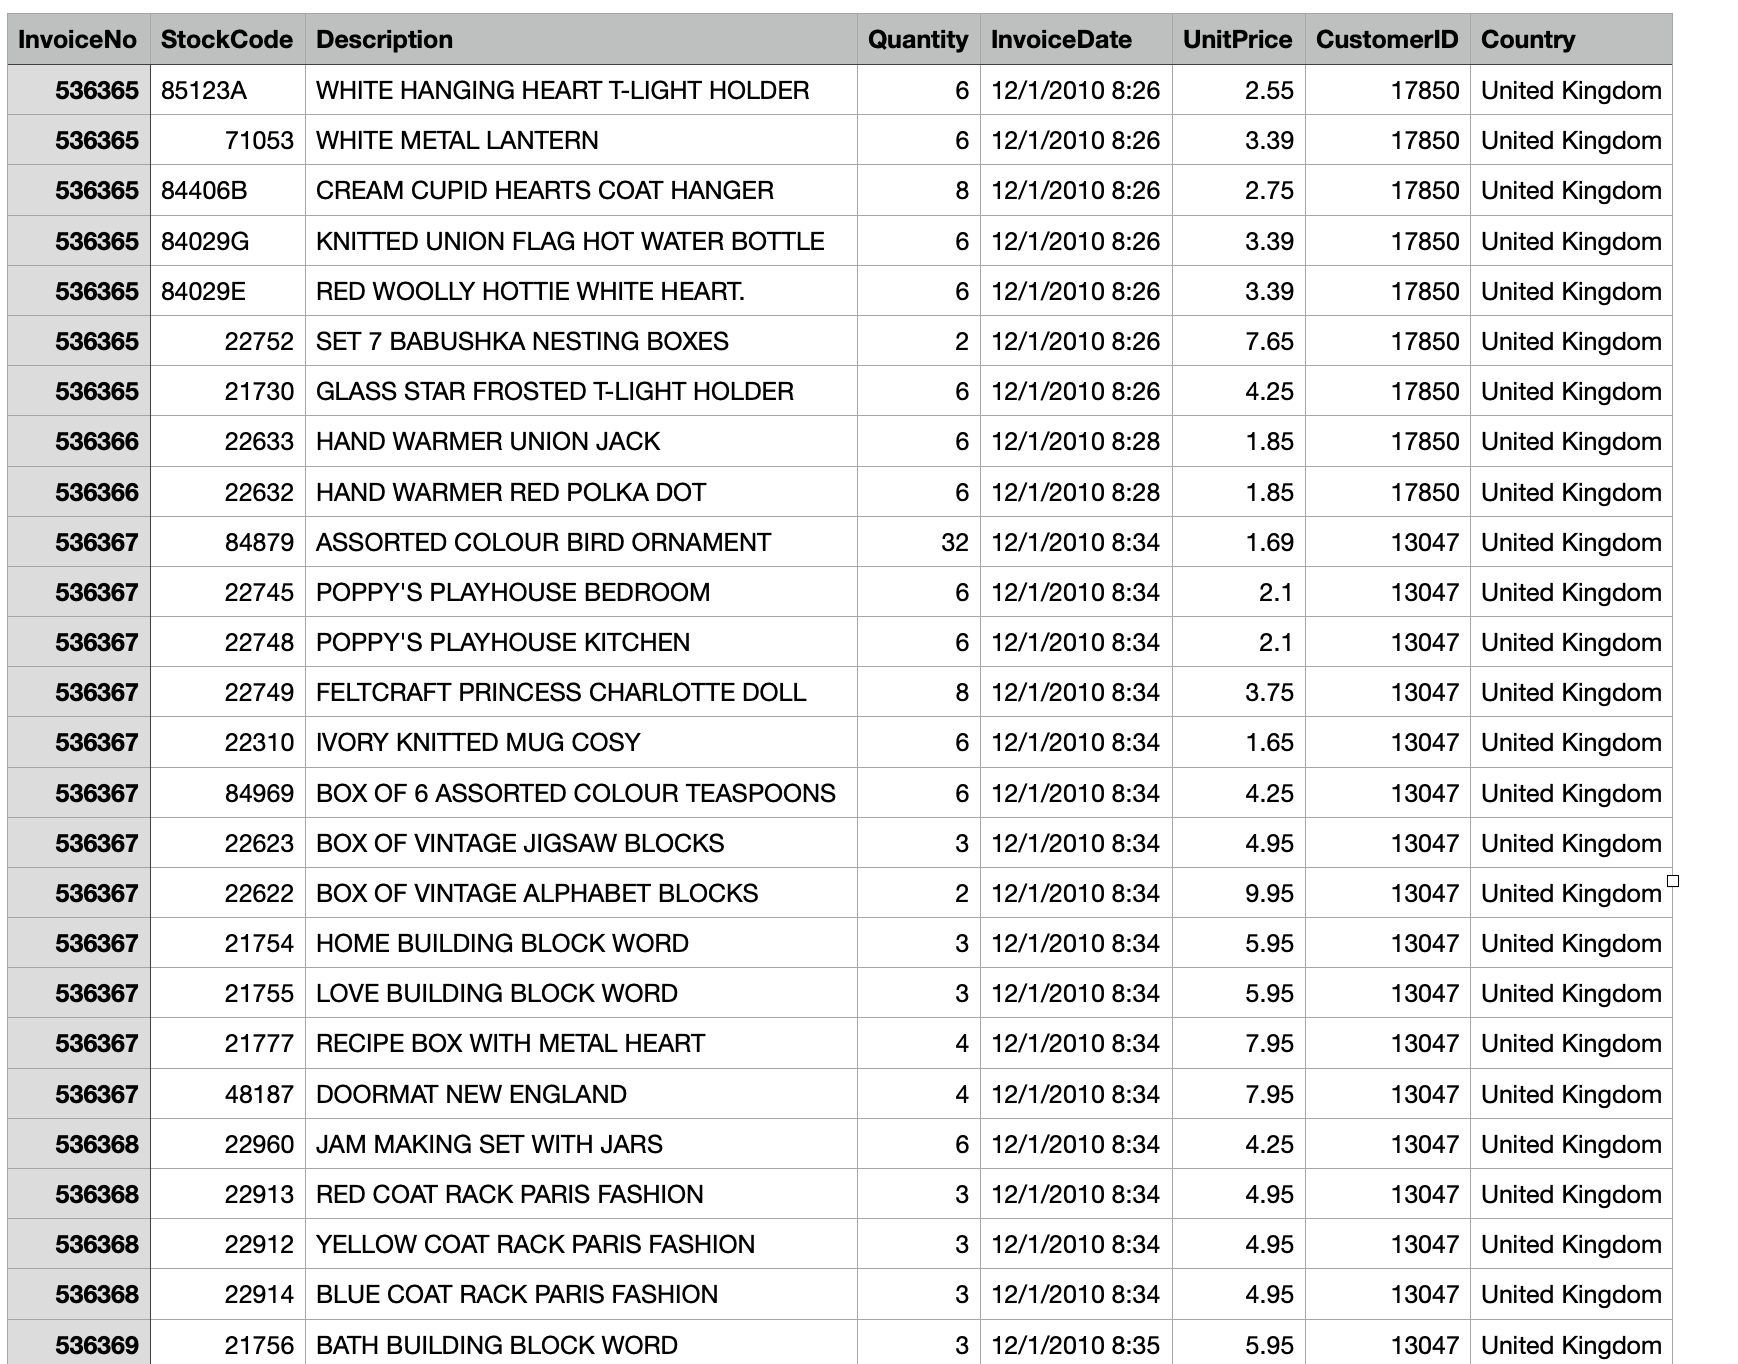 InvoiceNo StockCode Description Quantity InvoiceDate UnitPrice CustomerID Country
536365 85123A WHITE HANGING HEART T-LIGHT HOLDER 6 12/1/2010 8:26 2.55 17850 United Kingdom
536365 71053 WHITE METAL LANTERN 6 12/1/2010 8:26 3.39 17850 United Kingdom
536365 84406B CREAM CUPID HEARTS COAT HANGER 8 12/1/2010 8:26 2.75 17850 United Kingdom
536365 84029G KNITTED UNION FLAG HOT WATER BOTTLE 6 12/1/2010 8:26 3.39 17850 United Kingdom
536365 84029E RED WOOLLY HOTTIE WHITE HEART. 6 12/1/2010 8:26 3.39 17850 United Kingdom
536365 22752 SET 7 BABUSHKA NESTING BOXES 2 12/1/2010 8:26 7.65 17850 United Kingdom
536365 21730 GLASS STAR FROSTED T-LIGHT HOLDER 6 12/1/2010 8:26 4.25 17850 United Kingdom
536366 22633 HAND WARMER UNION JACK 6 12/1/2010 8:28 1.85 17850 United Kingdom
536366 22632 HAND WARMER RED POLKA DOT 6 12/1/2010 8:28 1.85 17850 United Kingdom
536367 84879 ASSORTED COLOUR BIRD ORNAMENT 32 12/1/2010 8:34 1.69 13047 United Kingdom
536367 22745 POPPY'S PLAYHOUSE BEDROOM 6 12/1/2010 8:34 2.1 13047 United Kingdom
536367 22748 POPPY'S PLAYHOUSE KITCHEN 6 12/1/2010 8:34 2.1 13047 United Kingdom
536367 22749 FELTCRAFT PRINCESS CHARLOTTE DOLL 8 12/1/2010 8:34 3.75 13047 United Kingdom
536367 22310 IVORY KNITTED MUG COSY 6 12/1/2010 8:34 1.65 13047 United Kingdom
536367 84969 BOX OF 6 ASSORTED COLOUR TEASPOONS 6 12/1/2010 8:34 4.25 13047 United Kingdom
536367 22623 BOX OF VINTAGE JIGSAW BLOCKS 3 12/1/2010 8:34 4.95 13047 United Kingdom
536367 22622 BOX OF VINTAGE ALPHABET BLOCKS 2 12/1/2010 8:34 9.95 13047 United Kingdom
536367 21754 HOME BUILDING BLOCK WORD 3 12/1/2010 8:34 5.95 13047 United Kingdom
536367 21755 LOVE BUILDING BLOCK WORD 3 12/1/2010 8:34 5.95 13047 United Kingdom
536367 21777 RECIPE BOX WITH METAL HEART 4 12/1/2010 8:34 7.95 13047 United Kingdom
536367 48187 DOORMAT NEW ENGLAND 4 12/1/2010 8:34 7.95 13047 United Kingdom
536368 22960 JAM MAKING SET WITH JARS 6 12/1/2010 8:34 4.25 13047 United Kingdom
536368 22913 RED COAT RACK PARIS FASHION 3 12/1/2010 8:34 4.95 13047 United Kingdom
536368 22912 YELLOW COAT RACK PARIS FASHION 3 12/1/2010 8:34 4.95 13047 United Kingdom
536368 22914 BLUE COAT RACK PARIS FASHION 3 12/1/2010 8:34 4.95 13047 United Kingdom
536369 21756 BATH BUILDING BLOCK WORD 3 12/1/2010 8:35 5.95 13047 United Kingdom